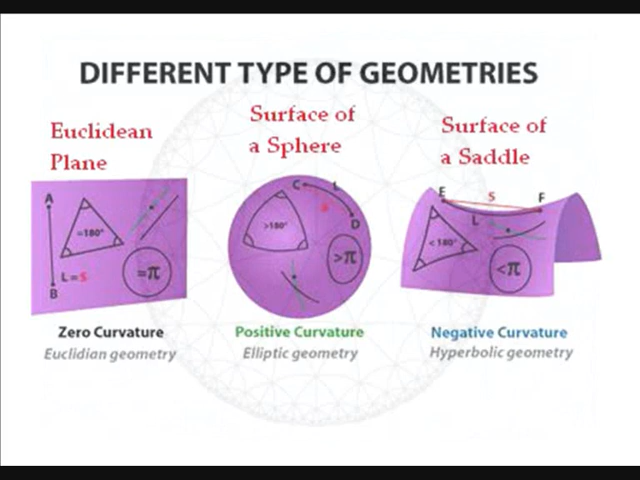 DIFFERENT TYPE OF GEOMETRIES
Euclidean
Plane
Surface of
a Sphere
Surface of
a Saddle
A
=180°
L = S
B
=π
C
L
S
D
>180°
>π
E
S
F
L
<180°
<π
Zero Curvature
Positive Curvature
Negative Curvature
Euclidian geometry
Elliptic geometry
Hyperbolic geometry